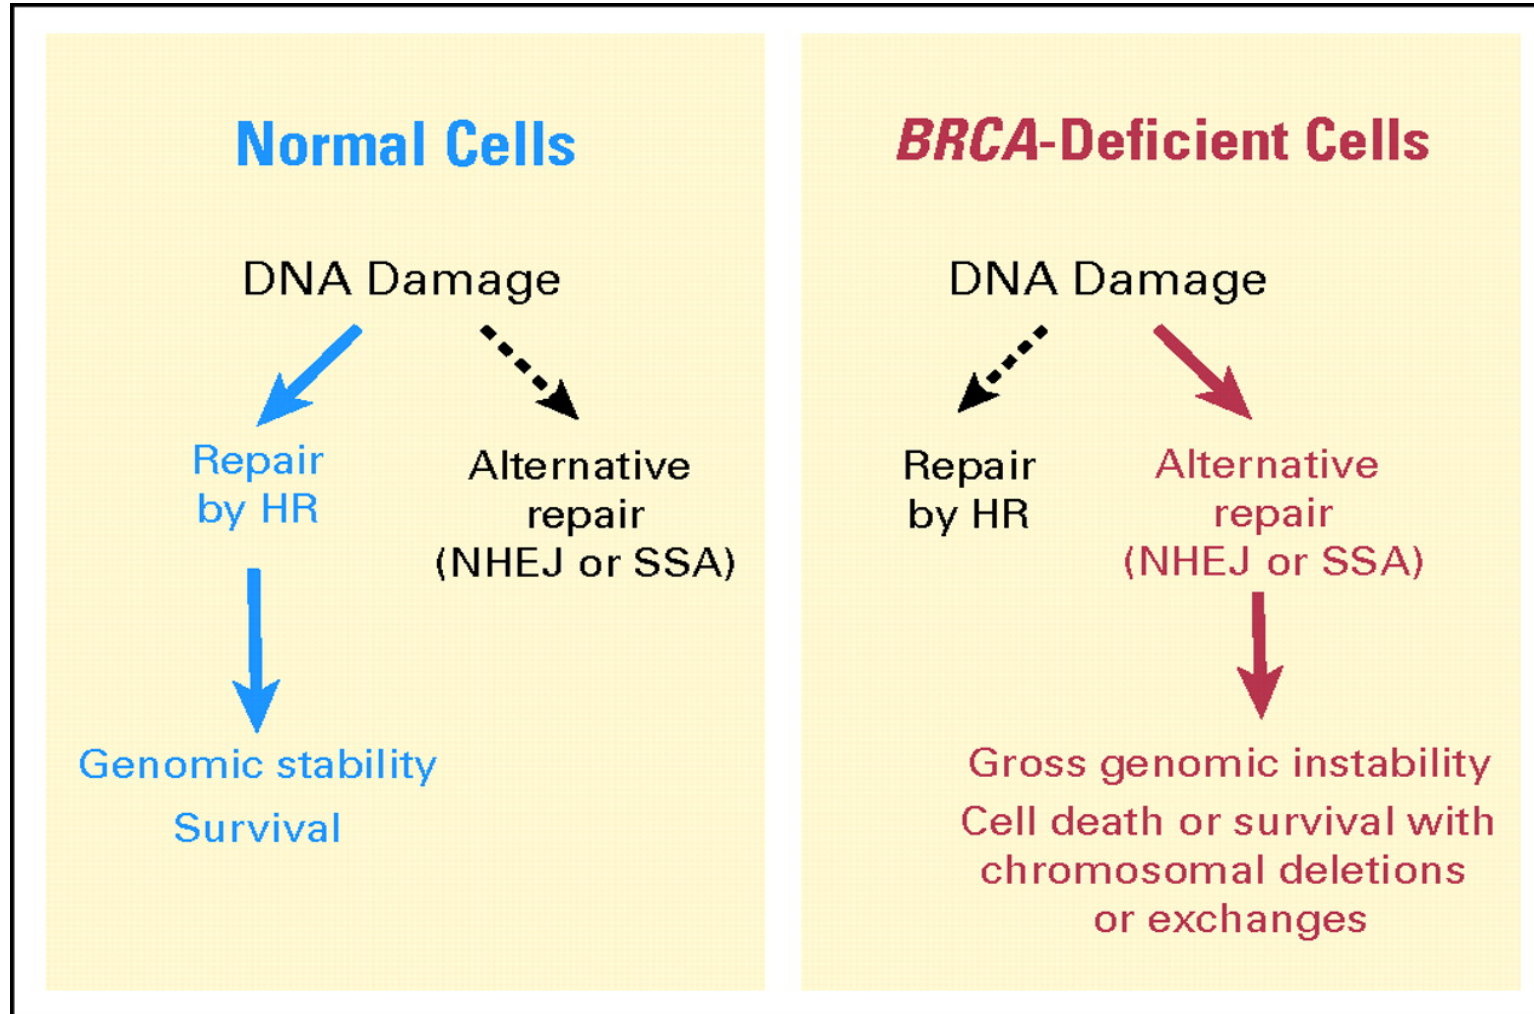 Normal Cells
DNA Damage
Repair
by HR
Alternative
repair
(NHEJ or SSA)
Genomic stability
Survival
BRCA-Deficient Cells
DNA Damage
Repair
by HR
Alternative
repair
(NHEJ or SSA)
Gross genomic instability
Cell death or survival with
chromosomal deletions
or exchanges